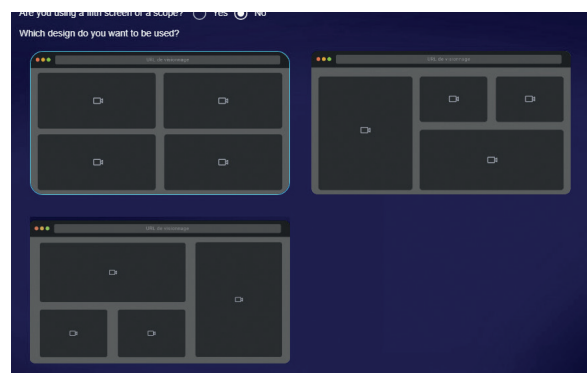 Are you using a fifth screen or a scope? Yes No
Which design do you want to be used?
URL de visionnage
URL de visionnage
URL de visionnage